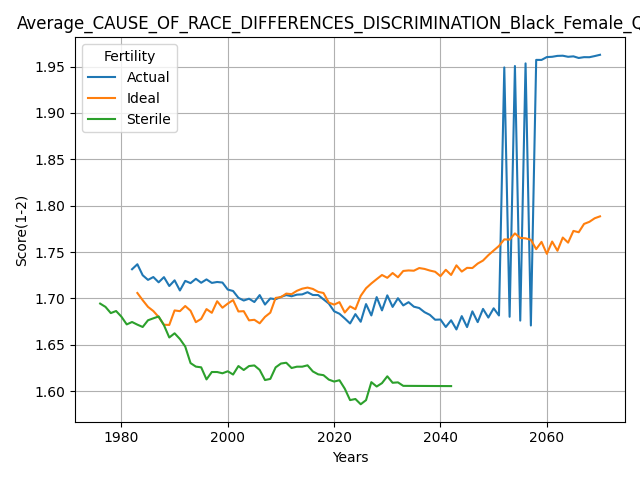 Average_CAUSE_OF_RACE_DIFFERENCES_DISCRIMINATION_Black_Female_Q
Fertility
Actual
Ideal
Sterile
Score(1-2)
1.95
1.90
1.85
1.80
1.75
1.70
1.65
1.60
1980
2000
2020
2040
2060
Years